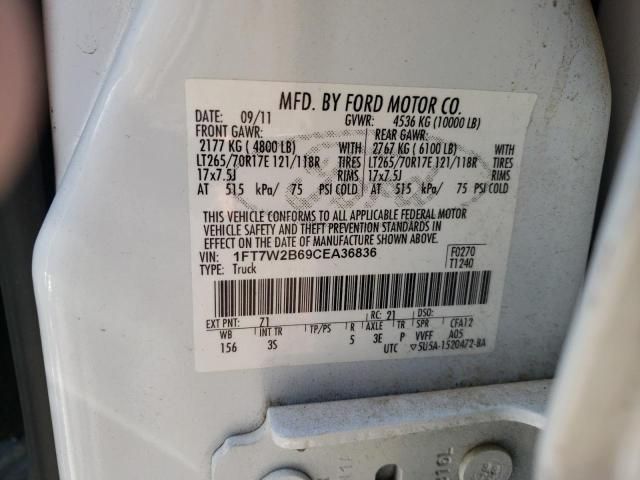 MFD. BY FORD MOTOR CO.
DATE: 09/11 GVWR: 4536 KG (10000 LB)
FRONT GAWR: REAR GAWR:
2177 KG ( 4800 LB) WITH 2767 KG ( 6100 LB) WITH
LT265/70R17E 121/118R TIRES LT265/70R17E 121/118R TIRES
17x7.5J RIMS 17x7.5J RIMS
AT 515 kPa/ 75 PSI COLD AT 515 kPa/ 75 PSI COLD
THIS VEHICLE CONFORMS TO ALL APPLICABLE FEDERAL MOTOR
VEHICLE SAFETY AND THEFT PREVENTION STANDARDS IN
EFFECT ON THE DATE OF MANUFACTURE SHOWN ABOVE.
VIN: 1FT7W2B69CEA36836 F0270
TYPE: Truck T1240
EXT PNT: 71 RC: 21 DSO:
WB INT TR TP/PS R AXLE TR SPR CFA12
156 3S 5 3E P VVFF A05
UTC ▽5U5A-1520472-BA